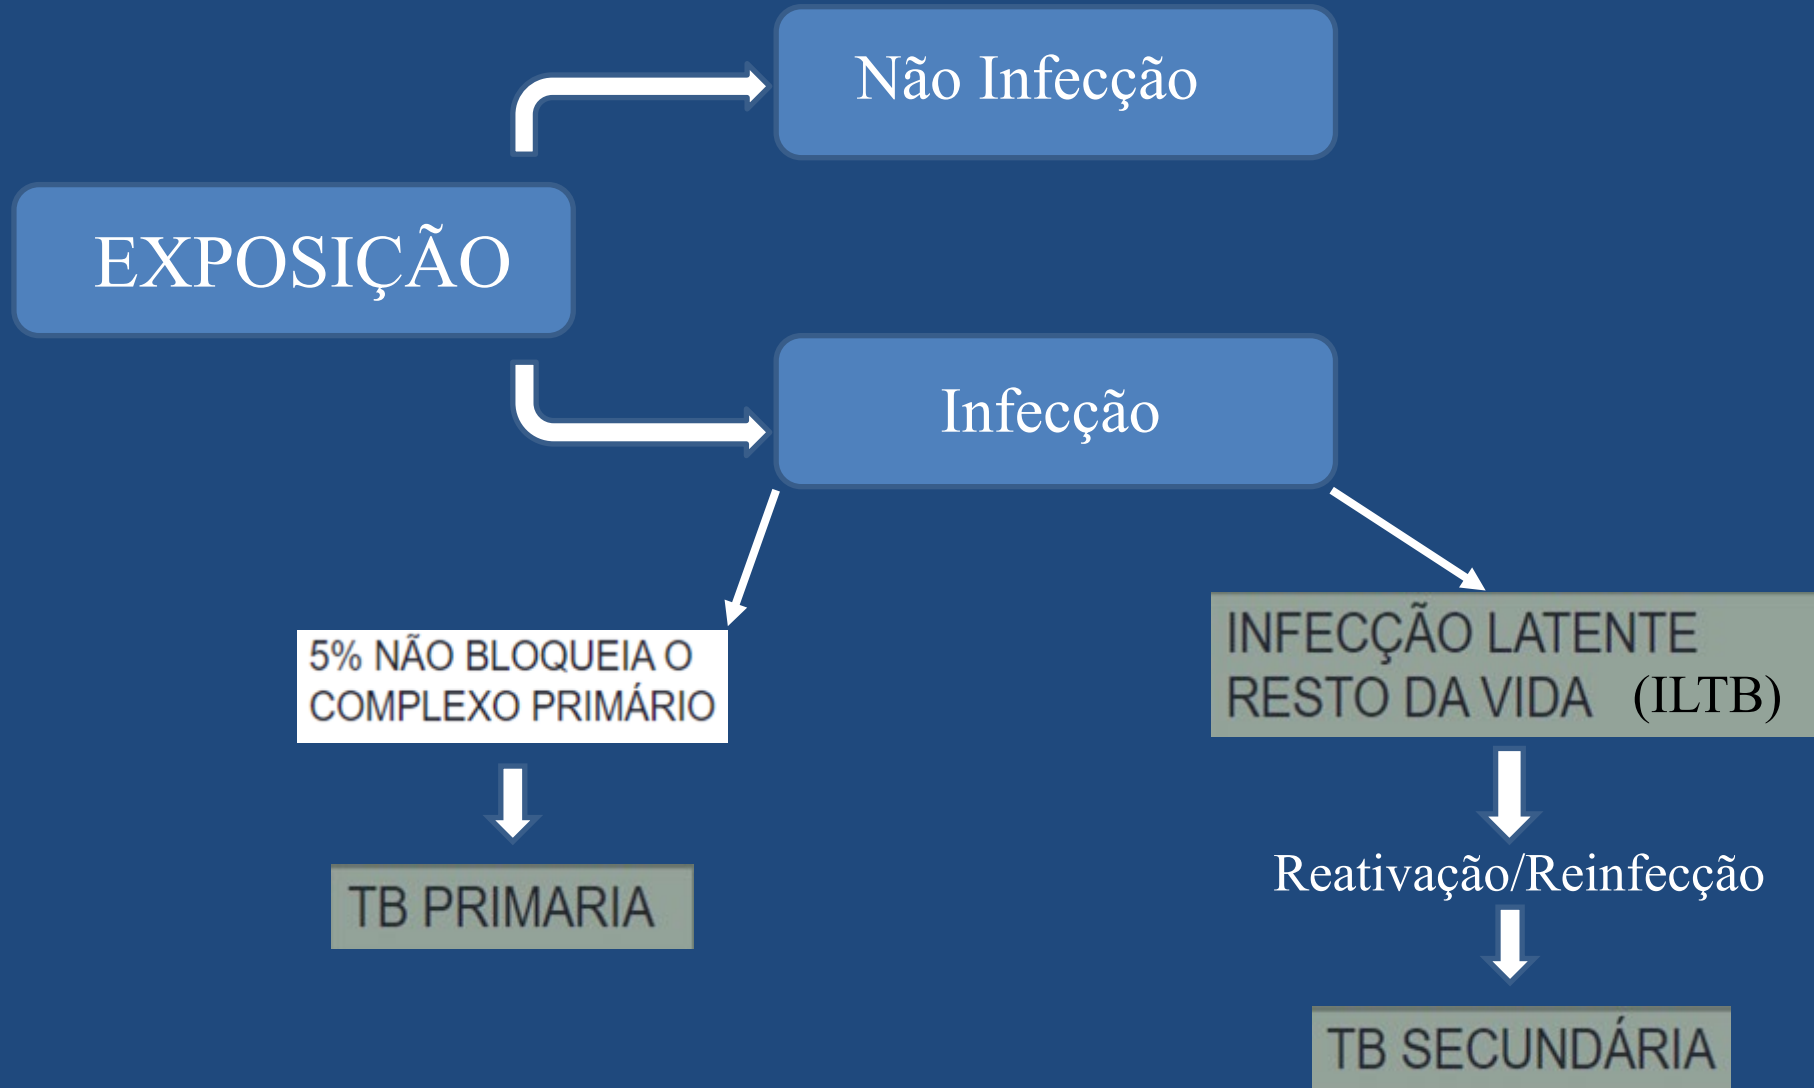 Não Infecção
EXPOSIÇÃO
Infecção
5% NÃO BLOQUEIA O
COMPLEXO PRIMÁRIO
INFECÇÃO LATENTE
RESTO DA VIDA (ILTB)
TB PRIMARIA
Reativação/Reinfecção
TB SECUNDÁRIA